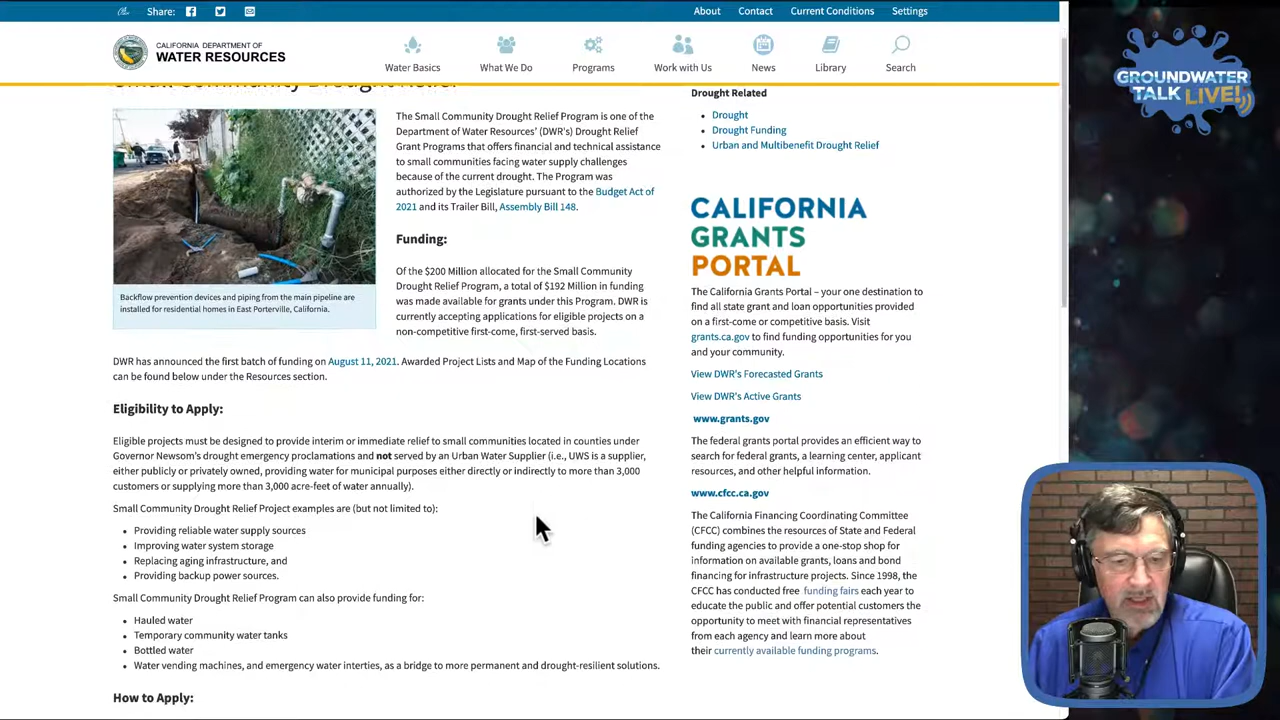 Share:
About Contact Current Conditions Settings
CALIFORNIA DEPARTMENT OF
WATER RESOURCES
Water Basics What We Do Programs Work with Us News Library Search
GROUNDWATER
TALK LIVE!
Small Community Drought Relief
The Small Community Drought Relief Program is one of the
Department of Water Resources' (DWR's) Drought Relief
Grant Programs that offers financial and technical assistance
to small communities facing water supply challenges
because of the current drought. The Program was
authorized by the Legislature pursuant to the Budget Act of
2021 and its Trailer Bill, Assembly Bill 148.
Funding:
Of the $200 Million allocated for the Small Community
Drought Relief Program, a total of $192 Million in funding
was made available for grants under this Program. DWR is
currently accepting applications for eligible projects on a
non-competitive first-come, first-served basis.
Backflow prevention devices and piping from the main pipeline are
installed for residential homes in East Porterville, California.
DWR has announced the first batch of funding on August 11, 2021. Awarded Project Lists and Map of the Funding Locations
can be found below under the Resources section.
Eligibility to Apply:
Eligible projects must be designed to provide interim or immediate relief to small communities located in counties under
Governor Newsom's drought emergency proclamations and not served by an Urban Water Supplier (i.e., UWS is a supplier,
either publicly or privately owned, providing water for municipal purposes either directly or indirectly to more than 3,000
customers or supplying more than 3,000 acre-feet of water annually).
Small Community Drought Relief Project examples are (but not limited to):
• Providing reliable water supply sources
• Improving water system storage
• Replacing aging infrastructure, and
• Providing backup power sources.
Small Community Drought Relief Program can also provide funding for:
• Hauled water
• Temporary community water tanks
• Bottled water
• Water vending machines, and emergency water interties, as a bridge to more permanent and drought-resilient solutions.
How to Apply:
Drought Related
• Drought
• Drought Funding
• Urban and Multibenefit Drought Relief
CALIFORNIA
GRANTS
PORTAL
The California Grants Portal – your one destination to
find all state grant and loan opportunities provided
on a first-come or competitive basis. Visit
grants.ca.gov to find funding opportunities for you
and your community.
View DWR's Forecasted Grants
View DWR's Active Grants
www.grants.gov
The federal grants portal provides an efficient way to
search for federal grants, a learning center, applicant
resources, and other helpful information.
www.cfcc.ca.gov
The California Financing Coordinating Committee
(CFCC) combines the resources of State and Federal
funding agencies to provide a one-stop shop for
information on available grants, loans and bond
financing for infrastructure projects. Since 1998, the
CFCC has conducted free funding fairs each year to
educate the public and offer potential customers the
opportunity to meet with financial representatives
from each agency and learn more about
their currently available funding programs.